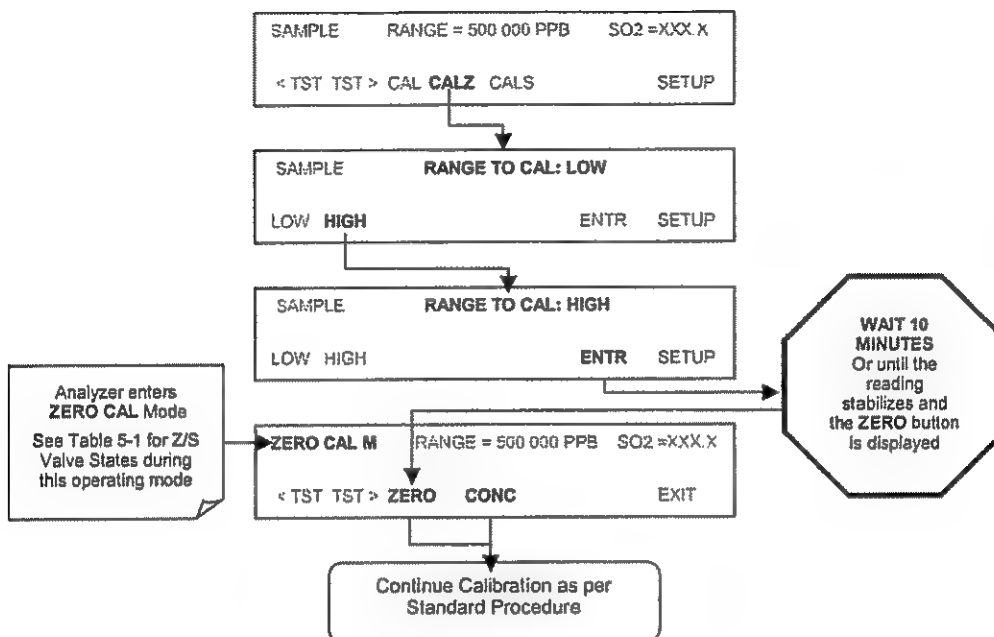 SAMPLE RANGE = 500.000 PPB SO2 =XXX.X
< TST TST > CAL CALZ CALS SETUP
SAMPLE RANGE TO CAL: LOW
LOW HIGH ENTR SETUP
SAMPLE RANGE TO CAL: HIGH
LOW HIGH ENTR SETUP
WAIT 10
MINUTES
Or until the
reading
stabilizes and
the ZERO button
is displayed
Analyzer enters
ZERO CAL Mode
See Table 5-1 for Z/S
Valve States during
this operating mode
ZERO CAL M RANGE = 500.000 PPB SO2 =XXX.X
< TST TST > ZERO CONC EXIT
Continue Calibration as per
Standard Procedure